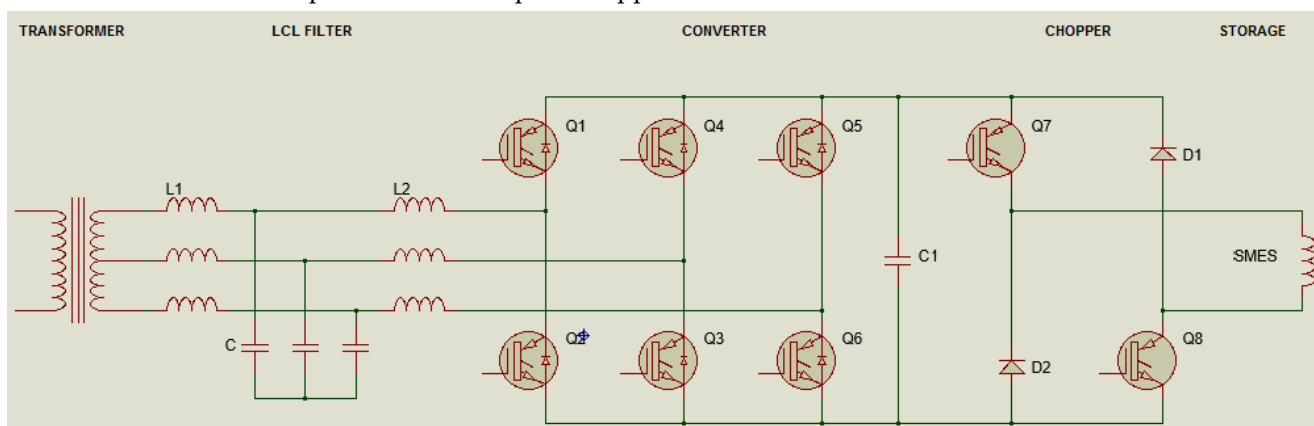 TRANSFORMER LCL FILTER CONVERTER CHOPPER STORAGE
Q1 Q4 Q5 Q7
D1
L1 L2
C1 SMES
C Q2 Q3 Q6 D2 Q8